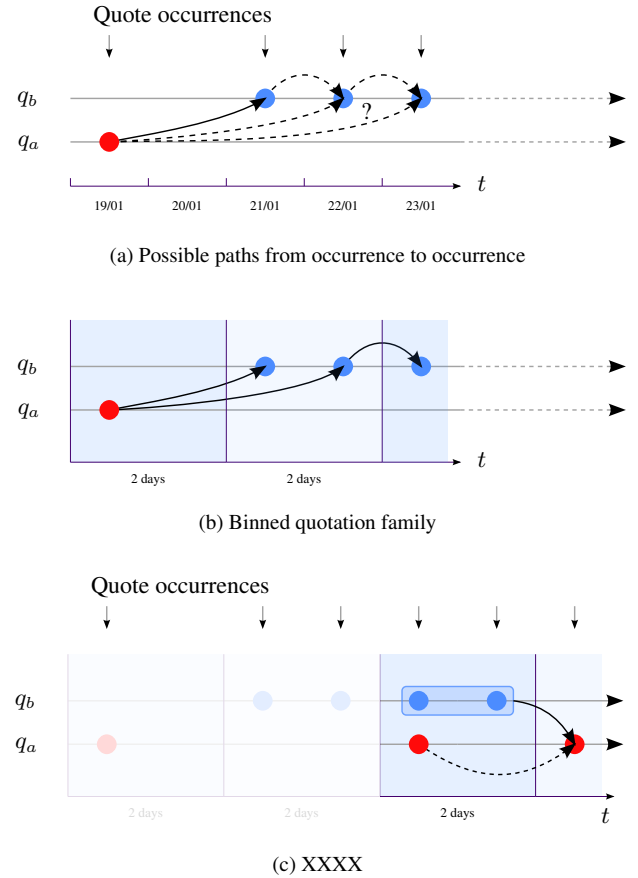 Quote occurrences
q_b
?
q_a
t
19/01 20/01 21/01 22/01 23/01
(a) Possible paths from occurrence to occurrence
q_b
q_a
t
2 days 2 days
(b) Binned quotation family
Quote occurrences
q_b
q_a
2 days 2 days 2 days t
(c) XXXX